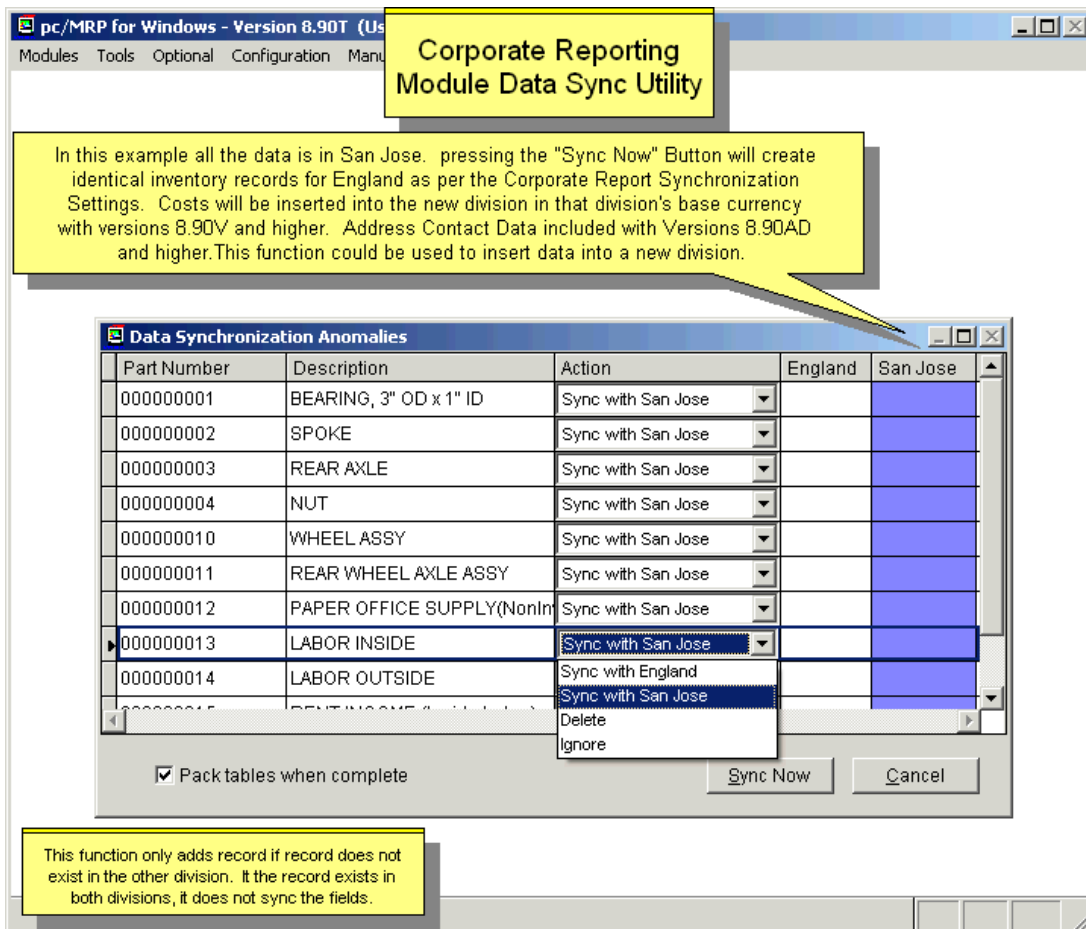 pc/MRP for Windows - Version 8.90T (Us
Modules Tools Optional Configuration Manu
Corporate Reporting
Module Data Sync Utility
In this example all the data is in San Jose. pressing the "Sync Now" Button will create
identical inventory records for England as per the Corporate Report Synchronization
Settings. Costs will be inserted into the new division in that division's base currency
with versions 8.90V and higher. Address Contact Data included with Versions 8.90AD
and higher.This function could be used to insert data into a new division.
Data Synchronization Anomalies
Part Number Description Action England San Jose
000000001 BEARING, 3" OD x 1" ID Sync with San Jose
000000002 SPOKE Sync with San Jose
000000003 REAR AXLE Sync with San Jose
000000004 NUT Sync with San Jose
000000010 WHEEL ASSY Sync with San Jose
000000011 REAR WHEEL AXLE ASSY Sync with San Jose
000000012 PAPER OFFICE SUPPLY(NonIn Sync with San Jose
000000013 LABOR INSIDE Sync with San Jose
000000014 LABOR OUTSIDE
Sync with England
Sync with San Jose
Delete
Ignore
Pack tables when complete
Sync Now
Cancel
This function only adds record if record does not
exist in the other division. It the record exists in
both divisions, it does not sync the fields.